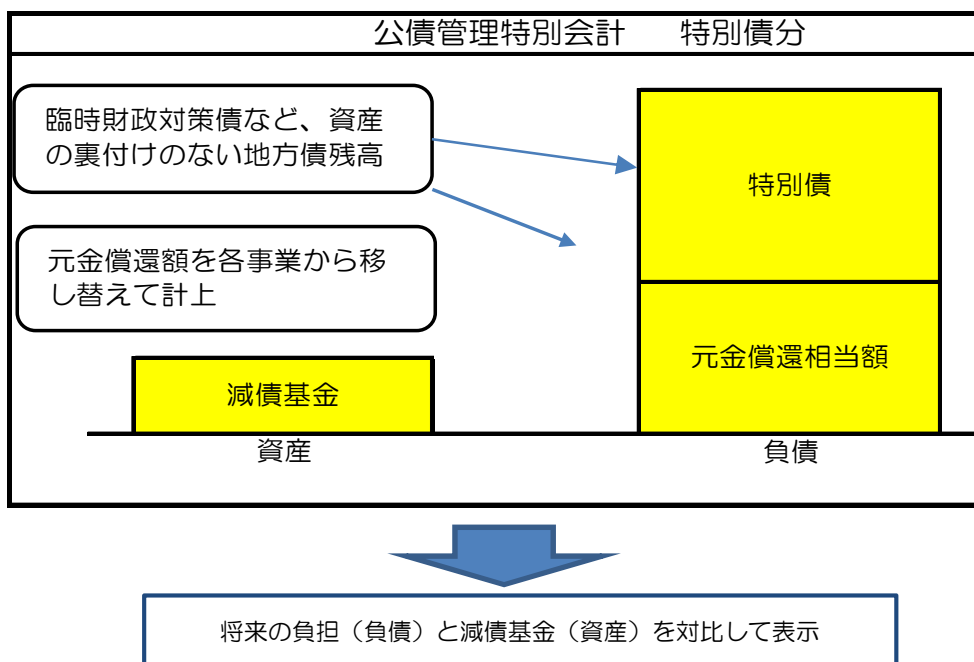 公債管理特別会計　特別債分
臨時財政対策債など、資産
の裏付けのない地方債残高
特別債
元金償還額を各事業から移
し替えて計上
元金償還相当額
減債基金
資産
負債
将来の負担（負債）と減債基金（資産）を対比して表示